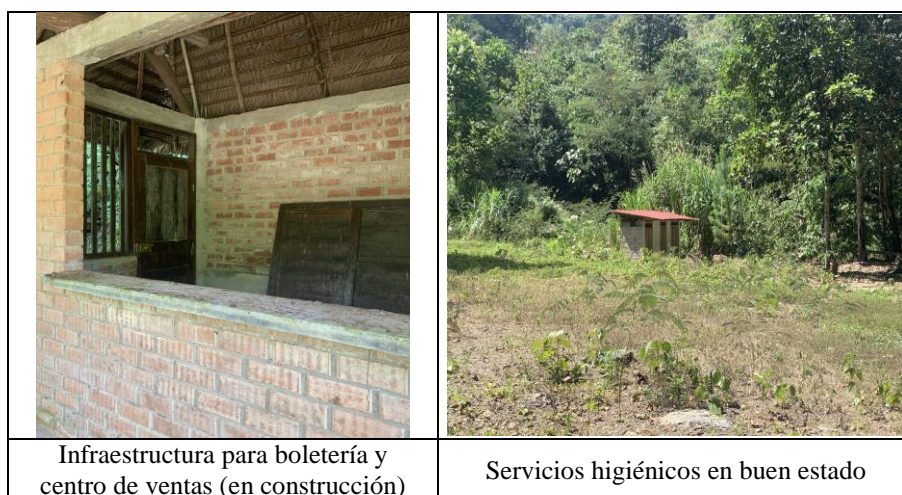 Infraestructura para boletería y
centro de ventas (en construcción)
Servicios higiénicos en buen estado